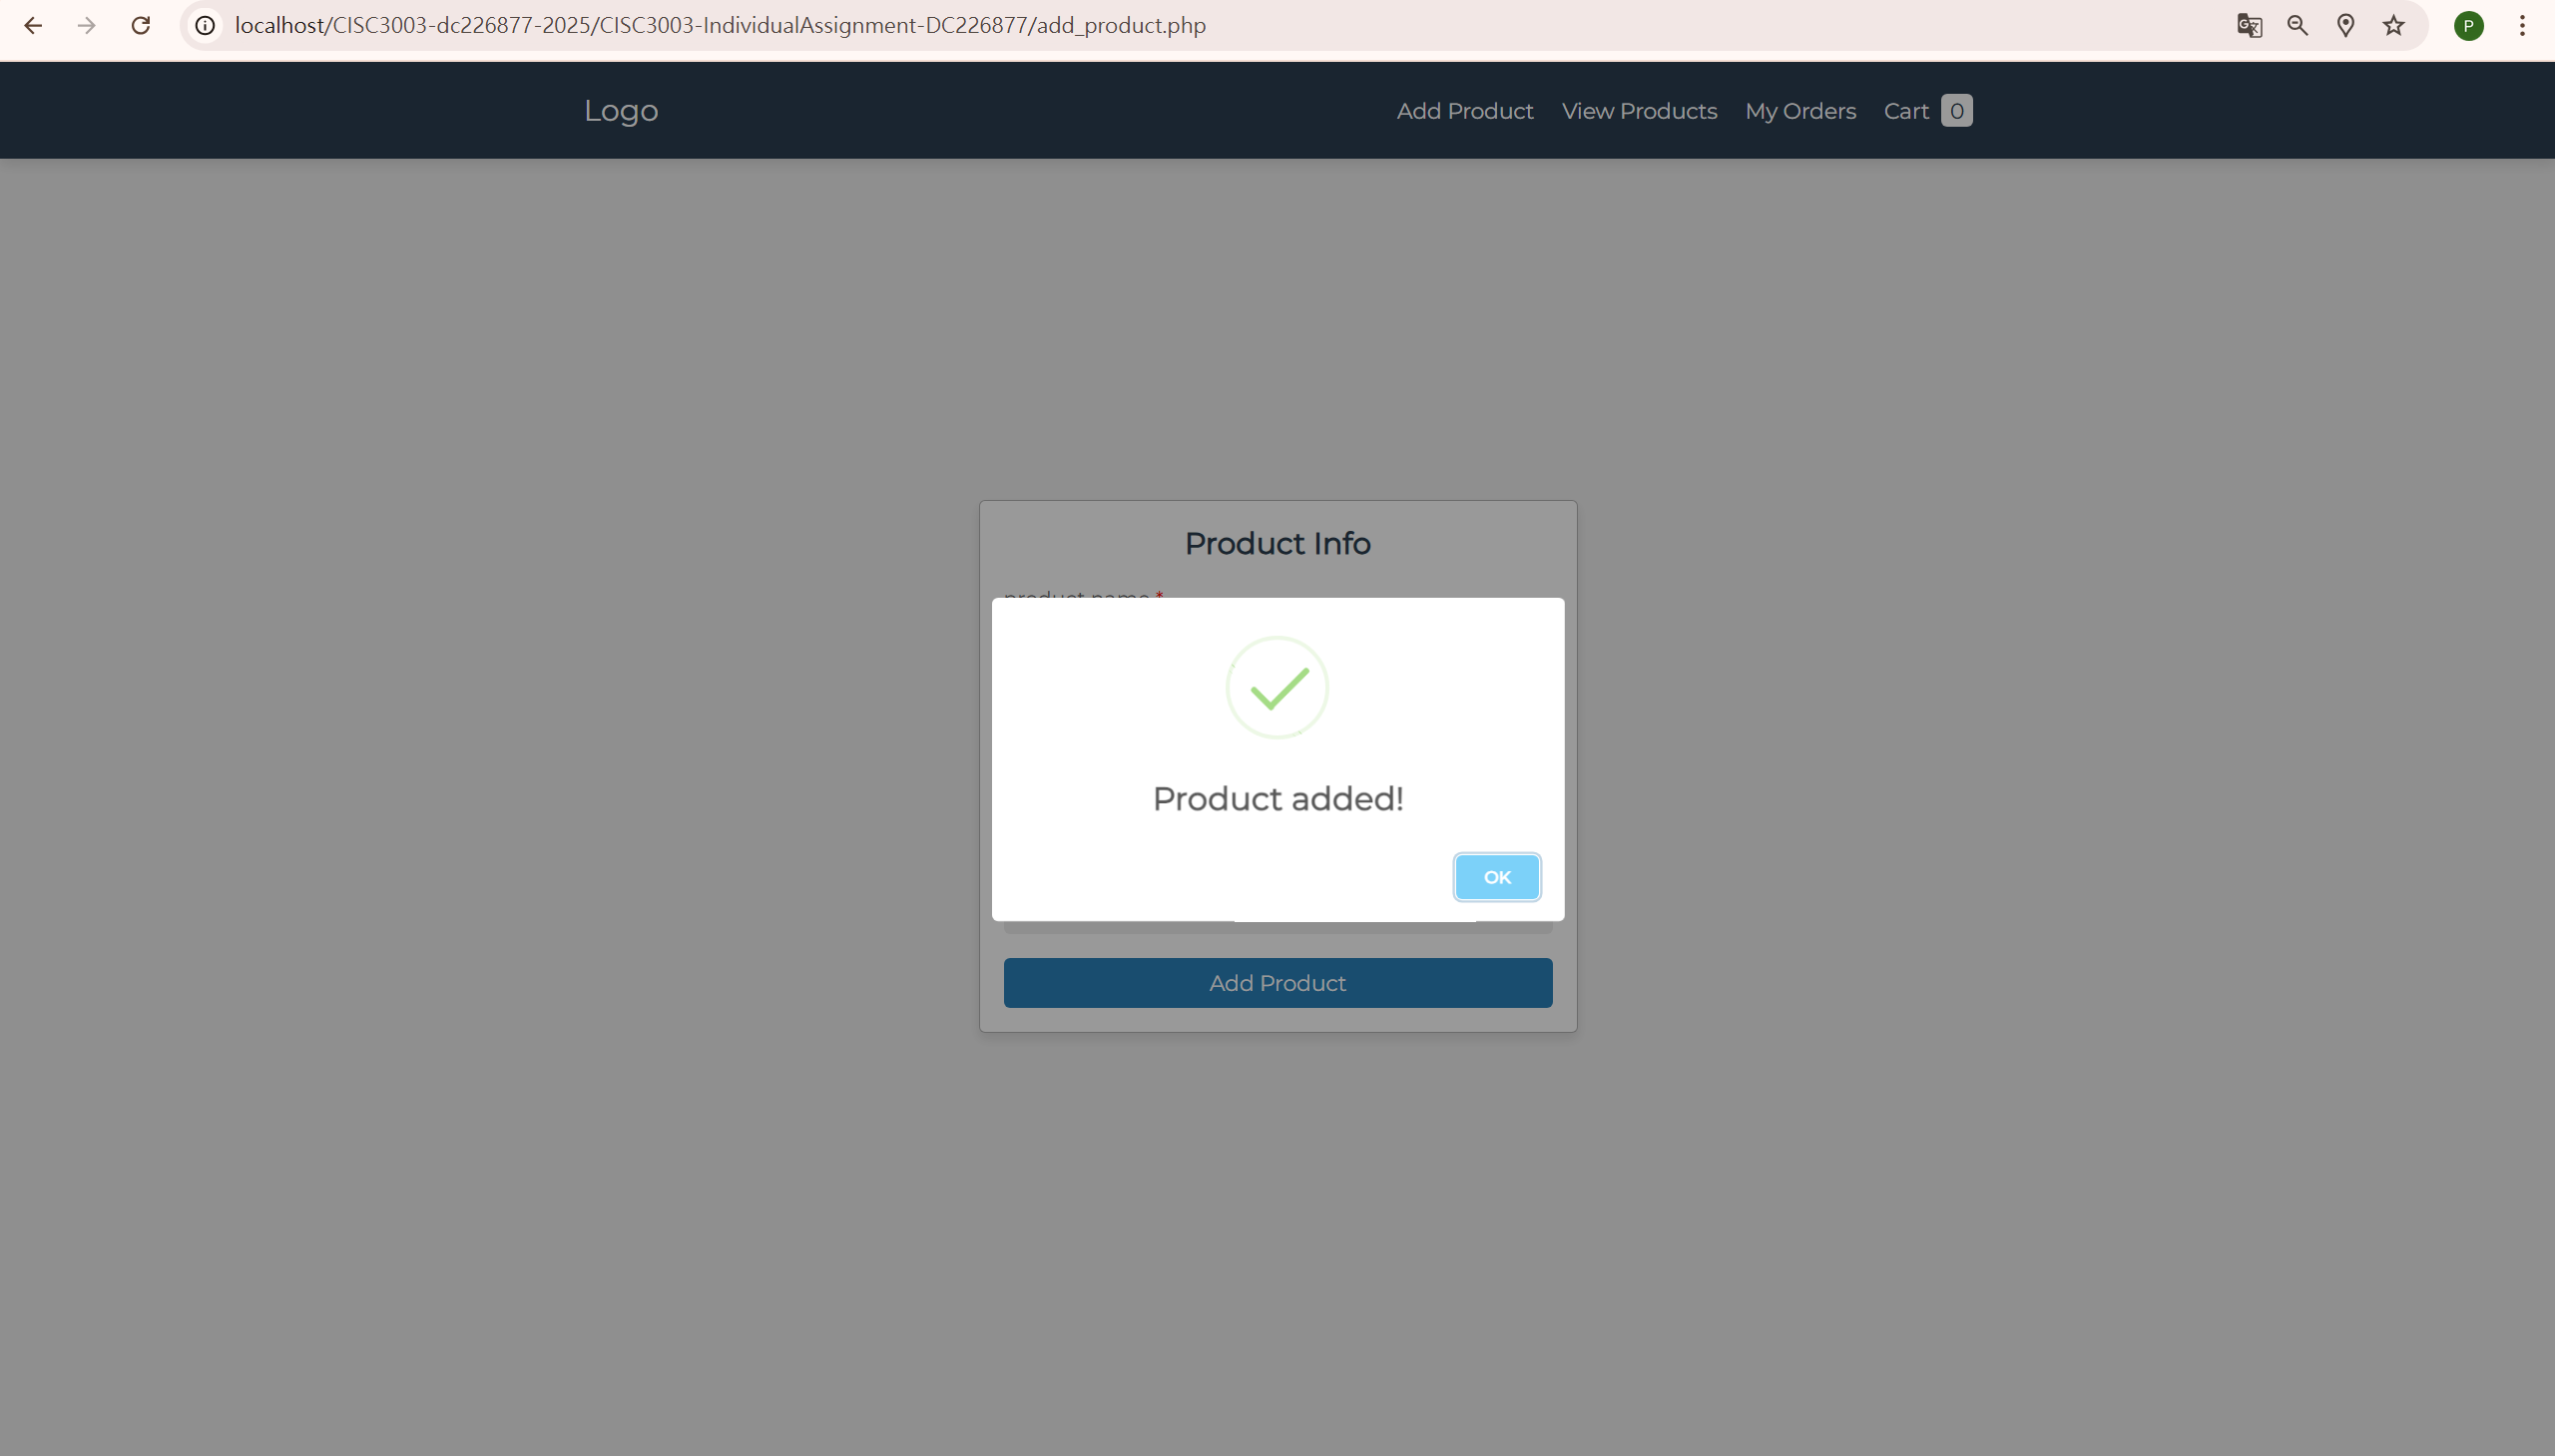 localhost/CISC3003-dc226877-2025/CISC3003-IndividualAssignment-DC226877/add_product.php
P
Logo
Add Product
View Products
My Orders
Cart 0
Product Info
product name *
Product added!
OK
Add Product